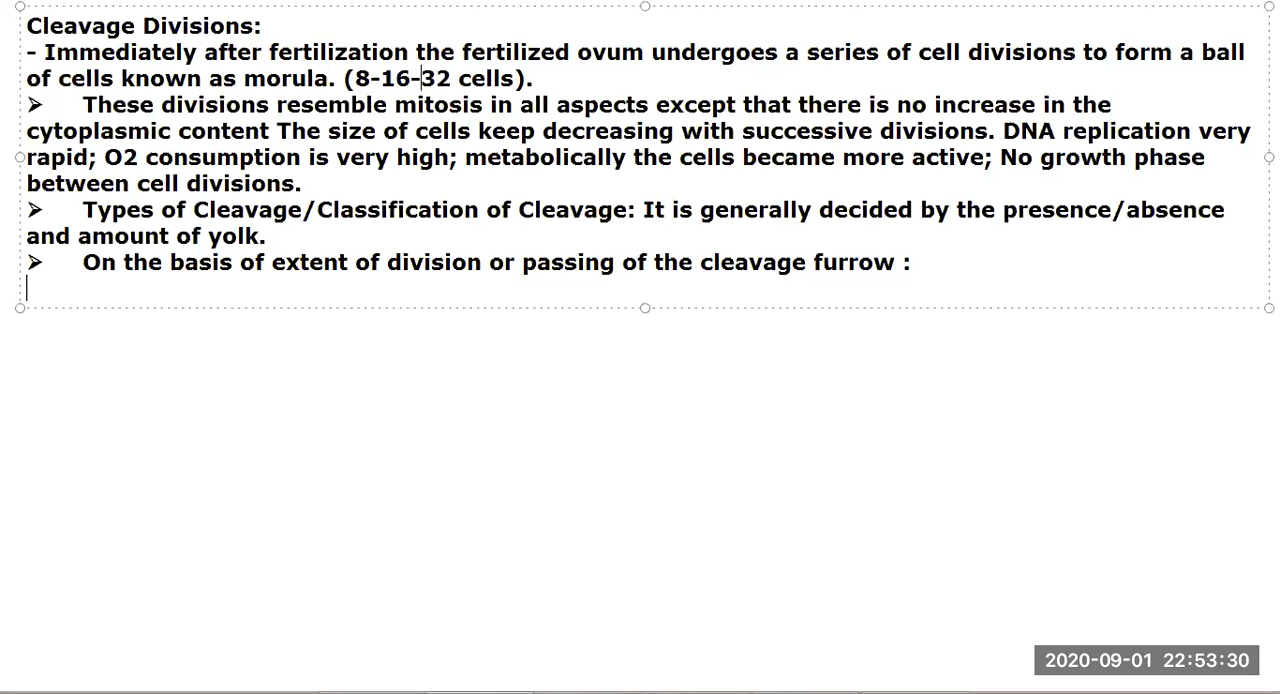 Cleavage Divisions:
- Immediately after fertilization the fertilized ovum undergoes a series of cell divisions to form a ball
of cells known as morula. (8-16-32 cells).
➢ These divisions resemble mitosis in all aspects except that there is no increase in the
cytoplasmic content The size of cells keep decreasing with successive divisions. DNA replication very
rapid; O2 consumption is very high; metabolically the cells became more active; No growth phase
between cell divisions.
➢ Types of Cleavage/Classification of Cleavage: It is generally decided by the presence/absence
and amount of yolk.
➢ On the basis of extent of division or passing of the cleavage furrow :
2020-09-01 22:53:30